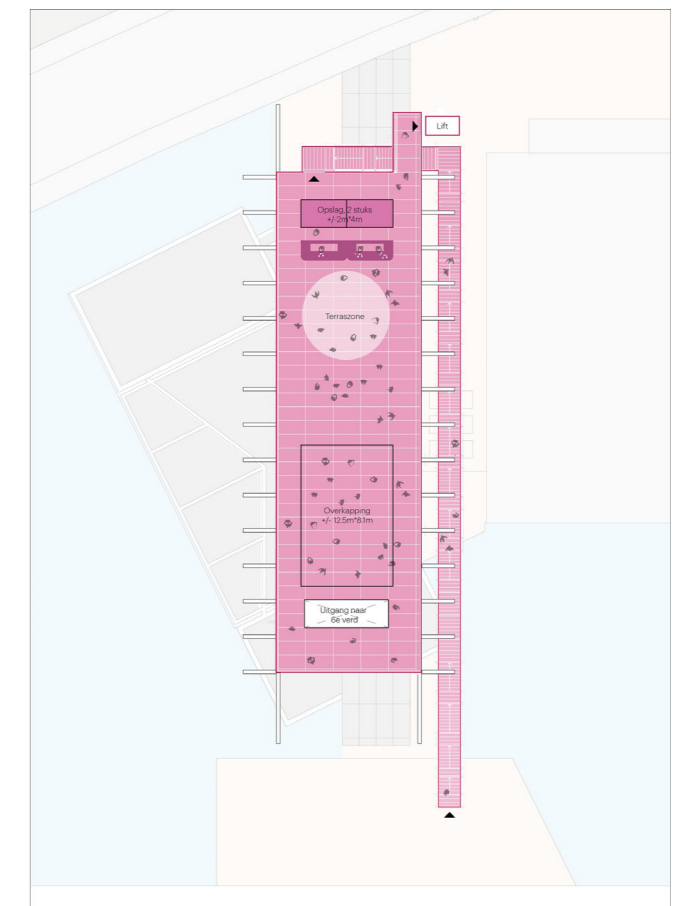 Lift
Opslag, 2 stuks
+/-2m*4m
Terraszone
Overkapping
+/- 12.5m*8.1m
Uitgang naar
6e verd